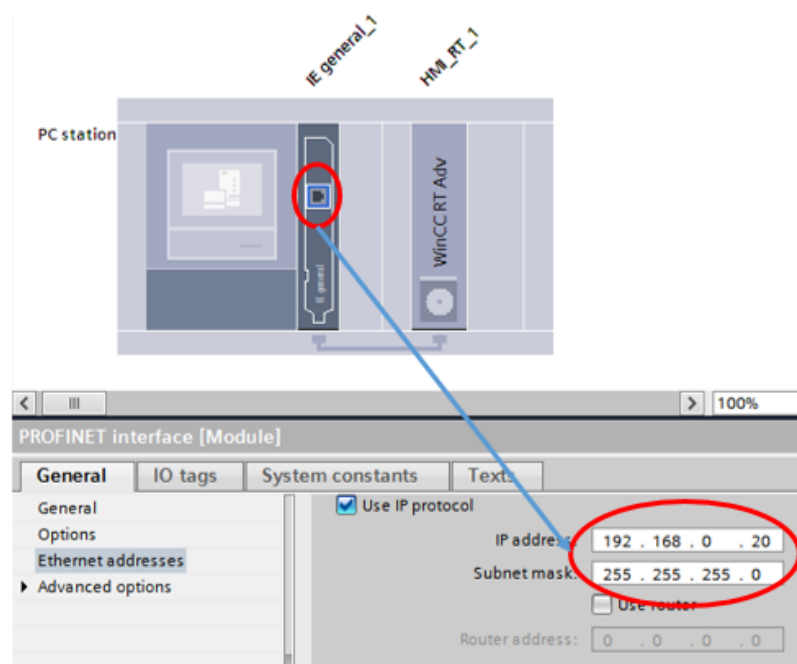 IE general_1
HMI_RT_1
PC station
WinCC RT Adv
IE general
100%
PROFINET interface [Module]
General IO tags System constants Texts
General
Options
Ethernet addresses
Advanced options
Use IP protocol
IP address: 192 . 168 . 0 . 20
Subnet mask: 255 . 255 . 255 . 0
Use router
Router address: 0 . 0 . 0 . 0